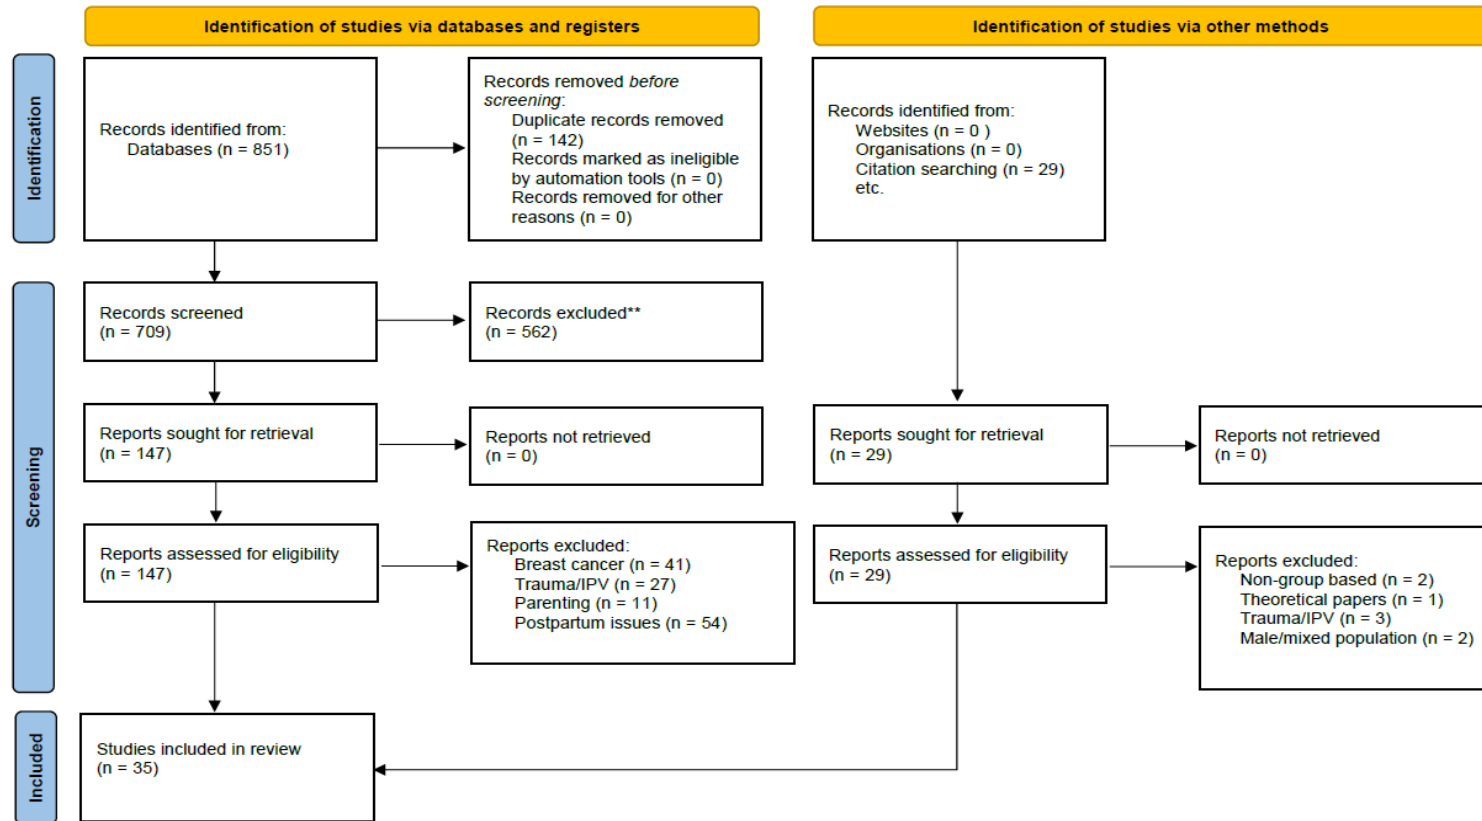 Identification of studies via databases and registers
Identification of studies via other methods
Identification
Records identified from:
Databases (n = 851)
Records removed before
screening:
Duplicate records removed
(n = 142)
Records marked as ineligible
by automation tools (n = 0)
Records removed for other
reasons (n = 0)
Records identified from:
Websites (n = 0 )
Organisations (n = 0)
Citation searching (n = 29)
etc.
Screening
Records screened
(n = 709)
Records excluded**
(n = 562)
Reports sought for retrieval
(n = 147)
Reports not retrieved
(n = 0)
Reports sought for retrieval
(n = 29)
Reports not retrieved
(n = 0)
Reports assessed for eligibility
(n = 147)
Reports excluded:
Breast cancer (n = 41)
Trauma/IPV (n = 27)
Parenting (n = 11)
Postpartum issues (n = 54)
Reports assessed for eligibility
(n = 29)
Reports excluded:
Non-group based (n = 2)
Theoretical papers (n = 1)
Trauma/IPV (n = 3)
Male/mixed population (n = 2)
Included
Studies included in review
(n = 35)